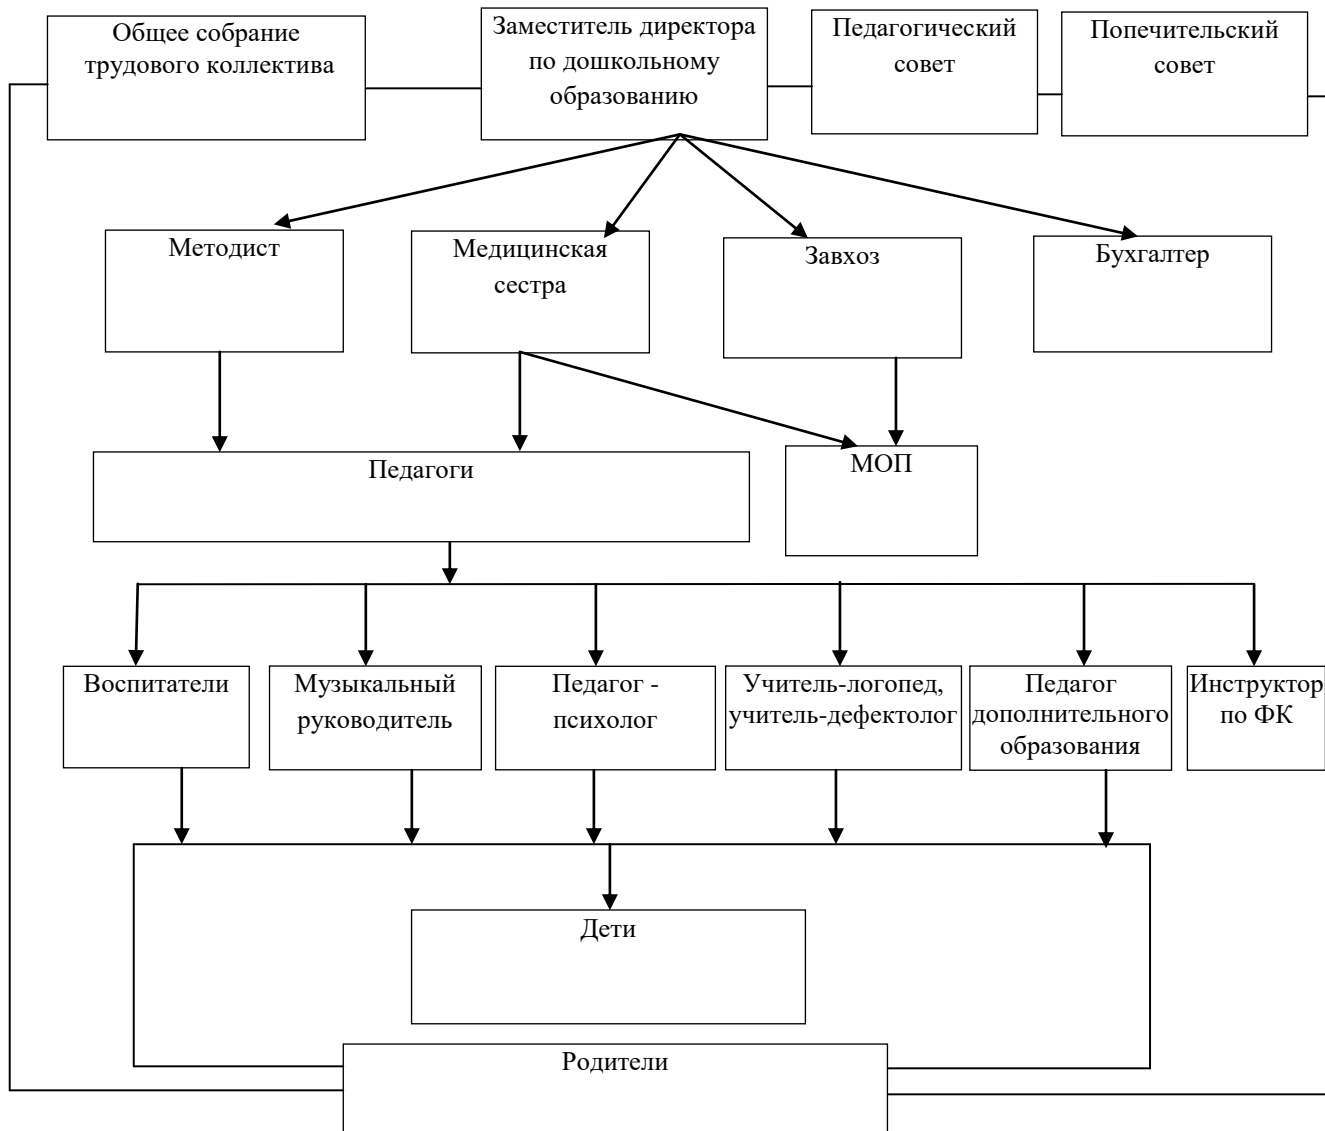 Общее собрание
трудового коллектива
Заместитель директора
по дошкольному
образованию
Педагогический
совет
Попечительский
совет
Методист
Медицинская
сестра
Завхоз
Бухгалтер
Педагоги
МОП
Воспитатели
Музыкальный
руководитель
Педагог -
психолог
Учитель-логопед,
учитель-дефектолог
Педагог
дополнительного
образования
Инструктор
по ФК
Дети
Родители